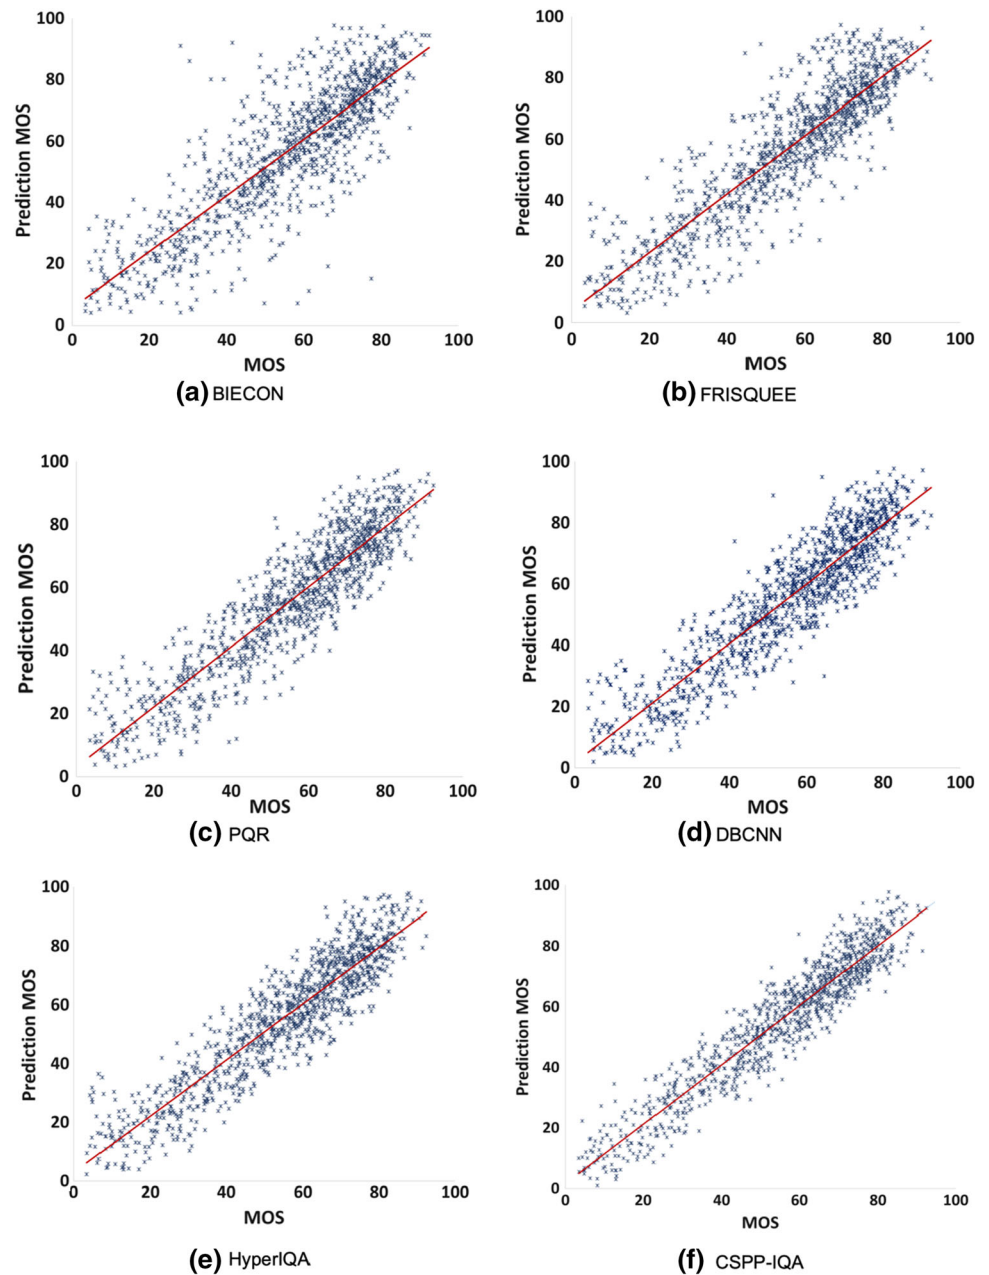 100
80
60
40
20
0
Prediction MOS
0 20 40 60 80 100
MOS
(a) BIECON
100
80
60
40
20
0
Prediction MOS
0 20 40 60 80 100
MOS
(b) FRISQUEE
100
80
60
40
20
0
Prediction MOS
0 20 40 60 80 100
MOS
(c) PQR
100
80
60
40
20
0
Prediction MOS
0 20 40 60 80 100
MOS
(d) DBCNN
100
80
60
40
20
0
Prediction MOS
0 20 40 60 80 100
MOS
(e) HyperIQA
100
80
60
40
20
0
Prediction MOS
0 20 40 60 80 100
MOS
(f) CSPP-IQA